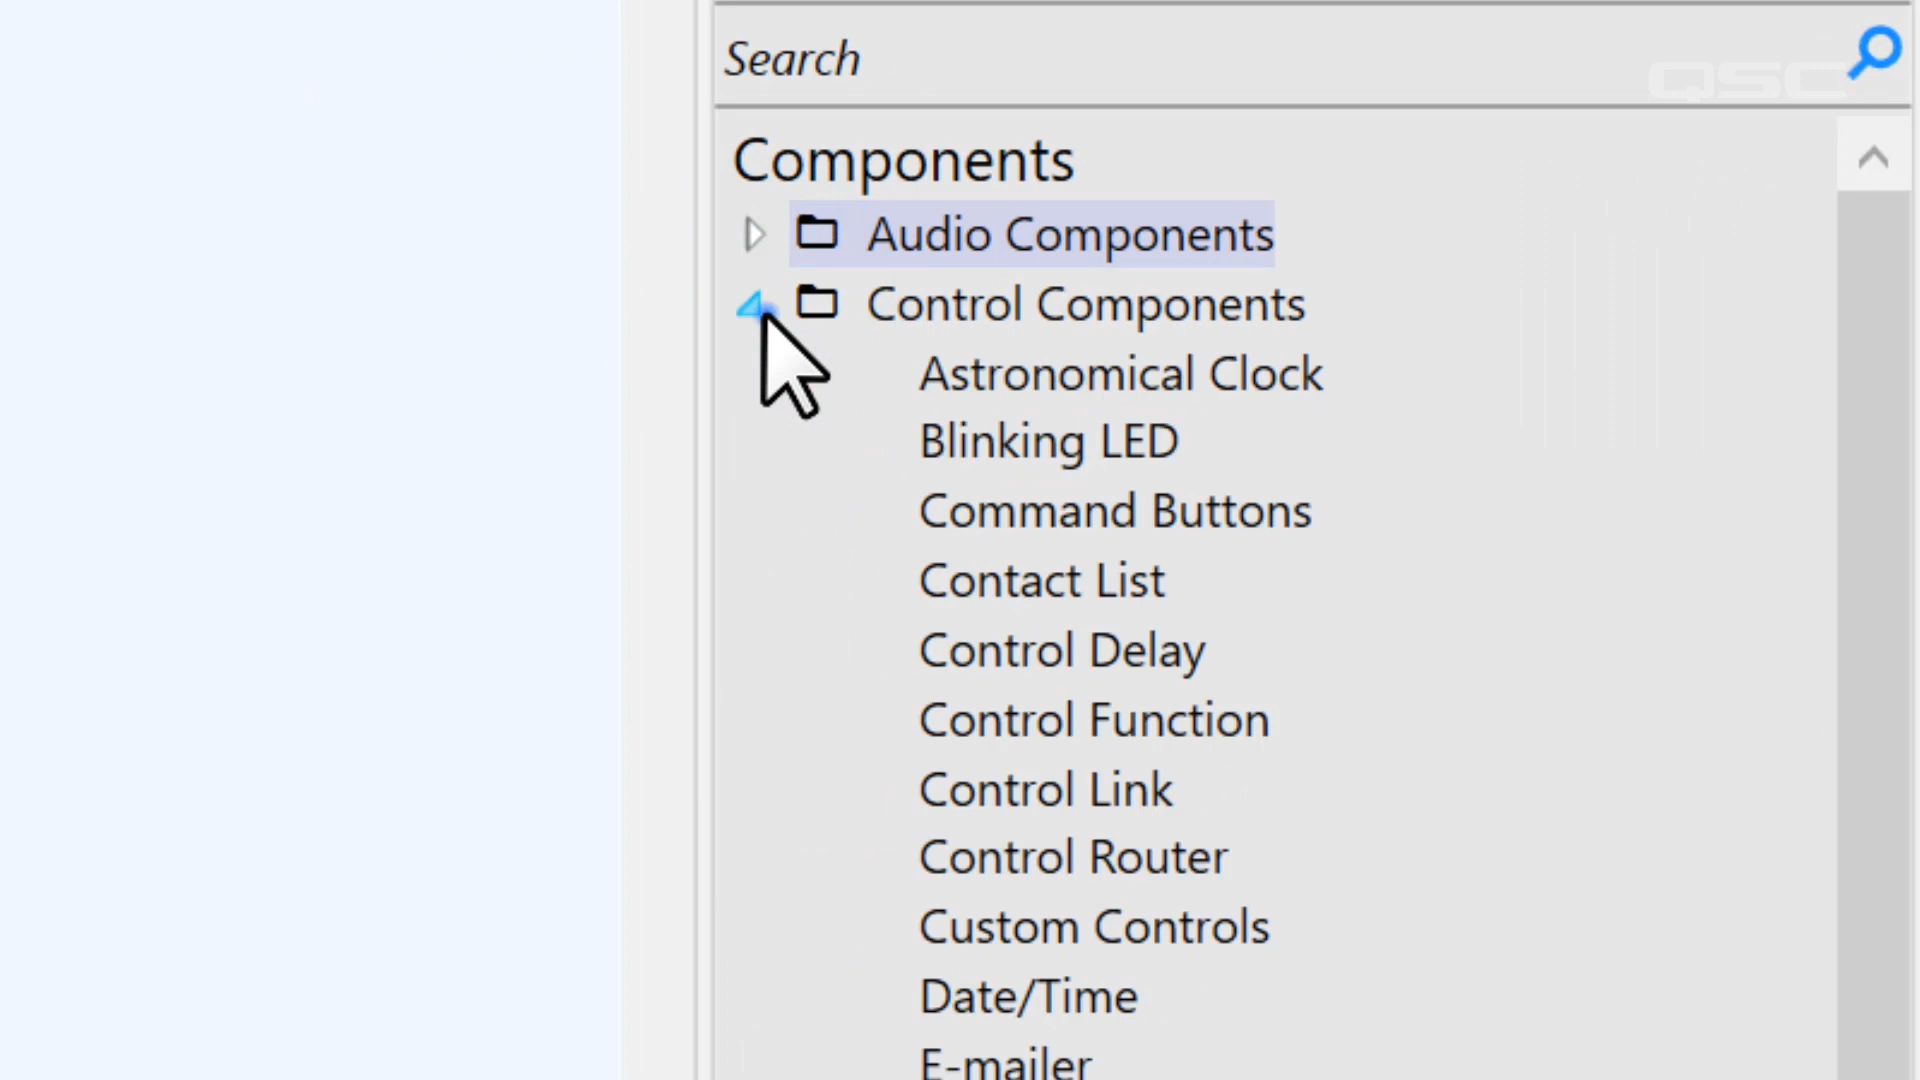 Search
QSC
Components
Audio Components
Control Components
Astronomical Clock
Blinking LED
Command Buttons
Contact List
Control Delay
Control Function
Control Link
Control Router
Custom Controls
Date/Time
E-mailer